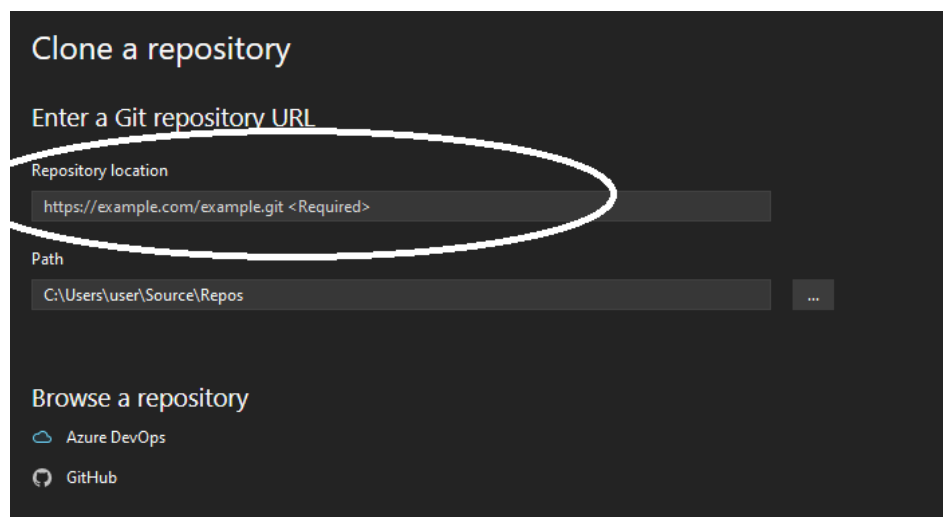 Clone a repository
Enter a Git repository URL
Repository location
https://example.com/example.git <Required>
Path
C:\Users\user\Source\Repos
...
Browse a repository
Azure DevOps
GitHub